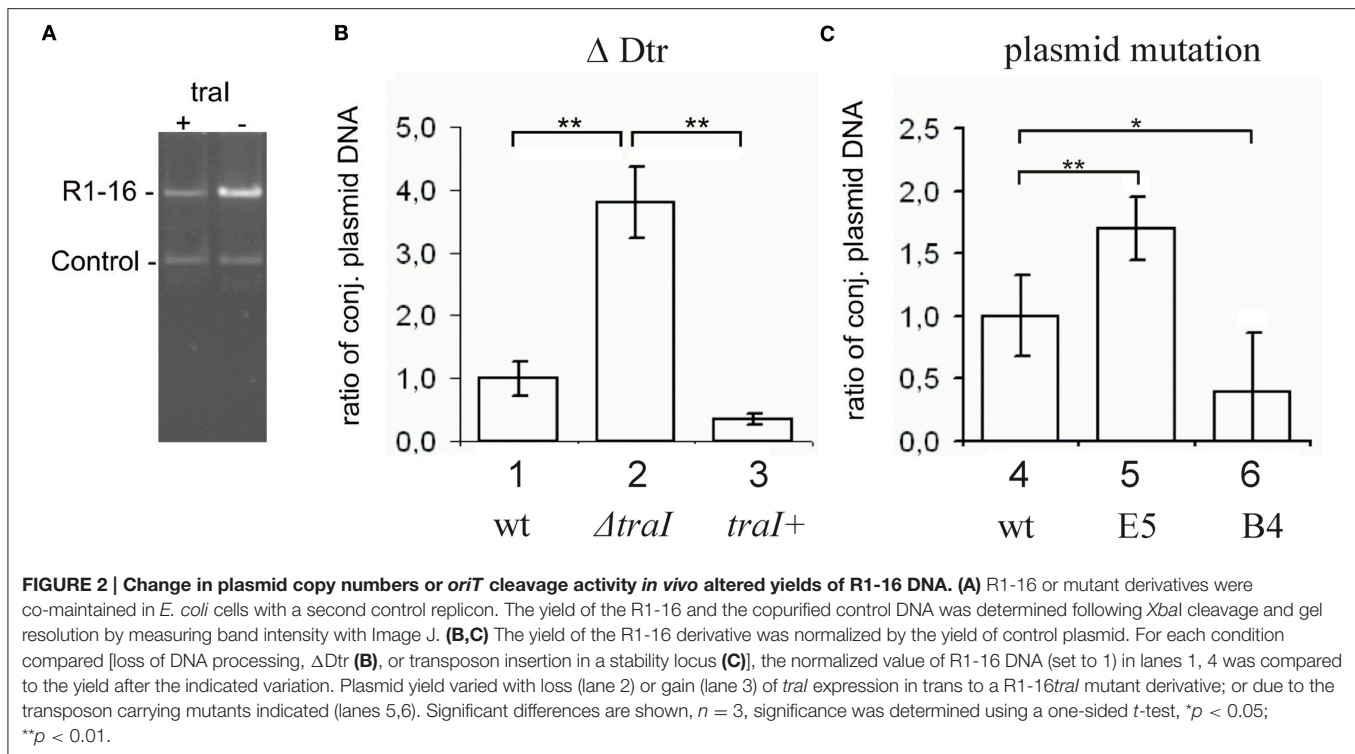 A
traI
+ -
R1-16 -
Control -
B
Δ Dtr
ratio of conj. plasmid DNA
5,0
4,0
3,0
2,0
1,0
0,0
** **
1 2 3
wt ΔtraI traI+
C
plasmid mutation
ratio of conj. plasmid DNA
2,5
2,0
1,5
1,0
0,5
0,0
*
**
4 5 6
wt E5 B4
FIGURE 2 | Change in plasmid copy numbers or oriT cleavage activity in vivo altered yields of R1-16 DNA. (A) R1-16 or mutant derivatives were
co-maintained in E. coli cells with a second control replicon. The yield of the R1-16 and the copurified control DNA was determined following XbaI cleavage and gel
resolution by measuring band intensity with Image J. (B,C) The yield of the R1-16 derivative was normalized by the yield of control plasmid. For each condition
compared [loss of DNA processing, ΔDtr (B), or transposon insertion in a stability locus (C)], the normalized value of R1-16 DNA (set to 1) in lanes 1, 4 was compared
to the yield after the indicated variation. Plasmid yield varied with loss (lane 2) or gain (lane 3) of traI expression in trans to a R1-16traI mutant derivative; or due to the
transposon carrying mutants indicated (lanes 5,6). Significant differences are shown, n = 3, significance was determined using a one-sided t-test, *p < 0.05;
**p < 0.01.